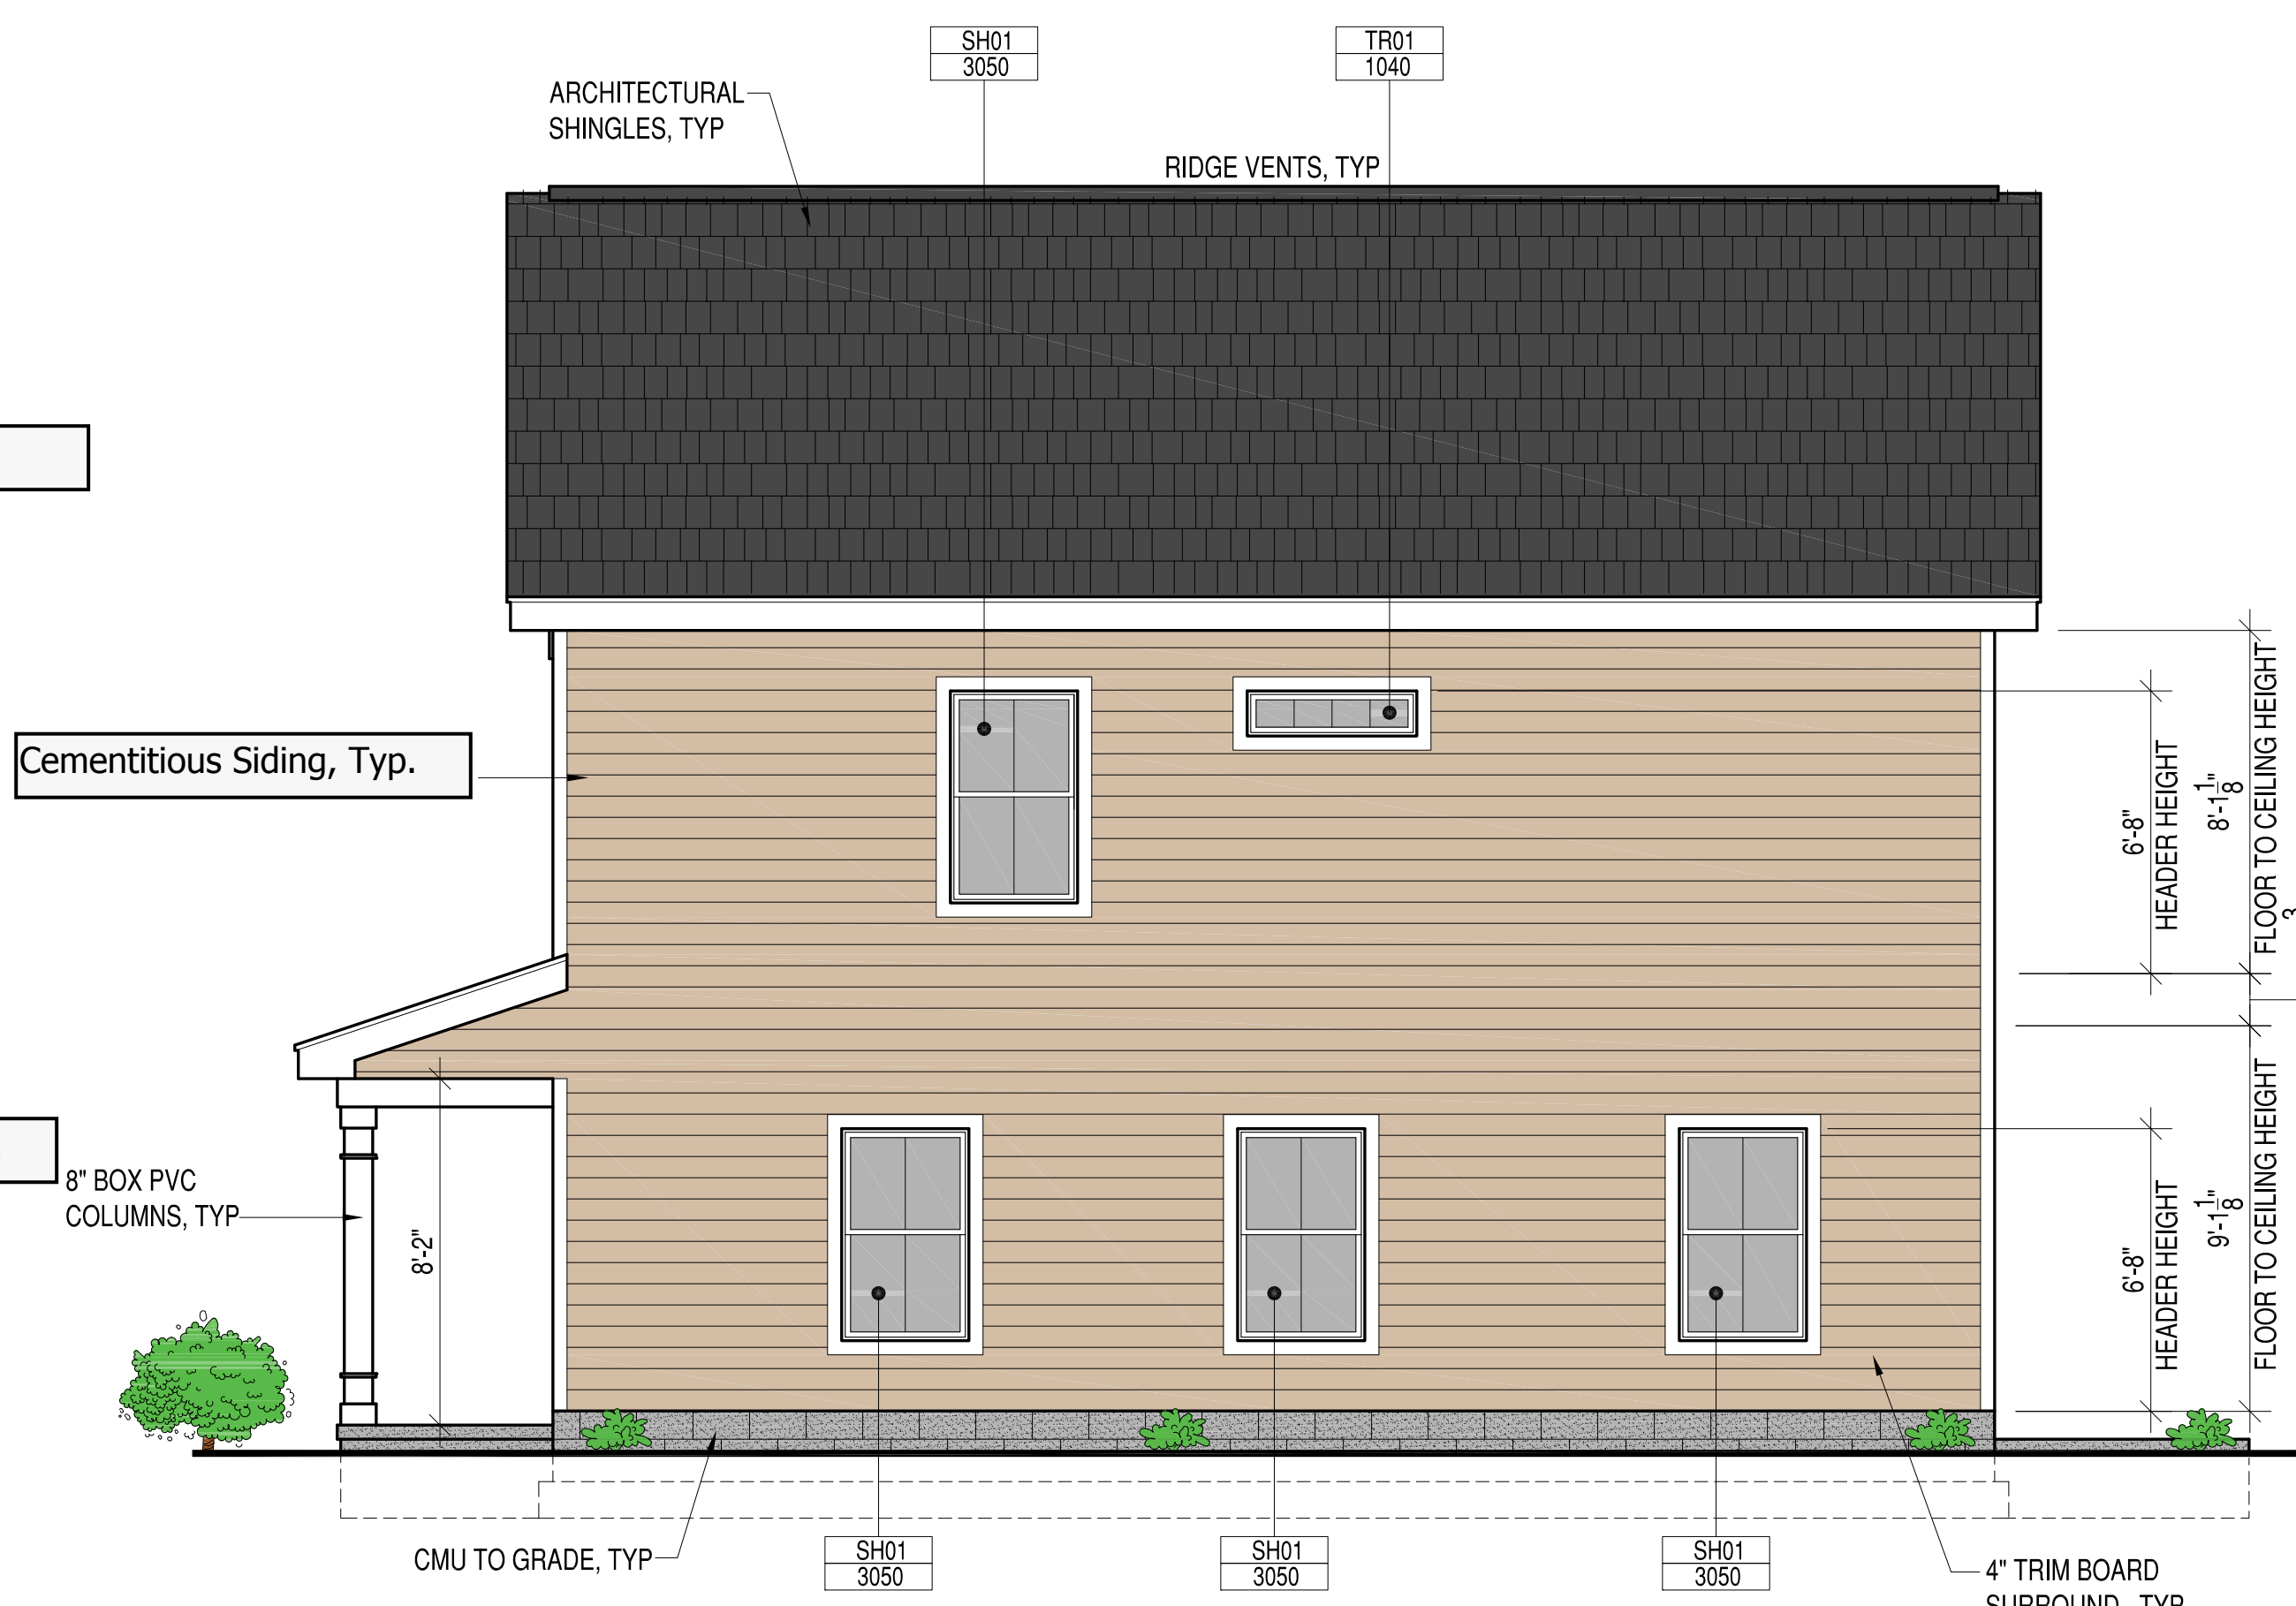 SH01
3050
TR01
1040
ARCHITECTURAL
SHINGLES, TYP
RIDGE VENTS, TYP
Cementitious Siding, Typ.
6'-8"
HEADER HEIGHT
8'-1 1/8"
FLOOR TO CEILING HEIGHT
3
8" BOX PVC
COLUMNS, TYP
8'-2"
6'-8"
HEADER HEIGHT
9'-1 1/8"
FLOOR TO CEILING HEIGHT
CMU TO GRADE, TYP
SH01
3050
SH01
3050
SH01
3050
4" TRIM BOARD
SURROUND, TYP